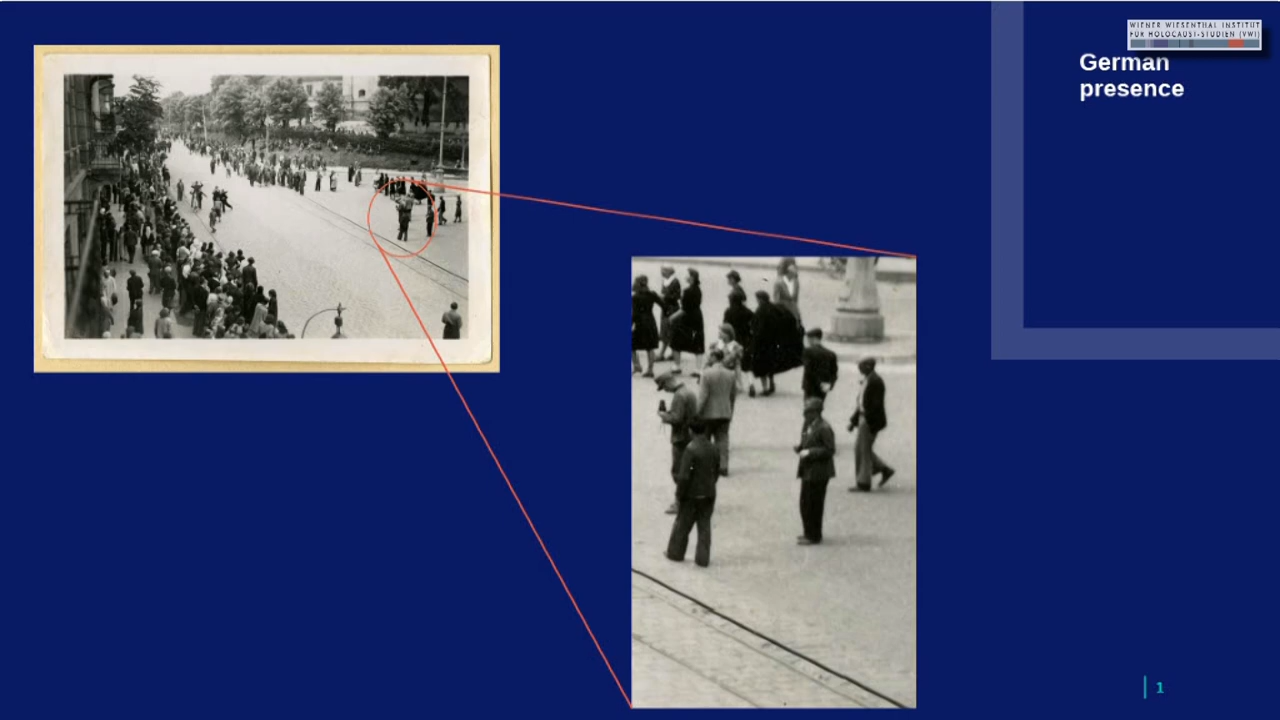 WIENER WIESENTHAL INSTITUT
FÜR HOLOCAUST-STUDIEN (VWI)
German
presence
1